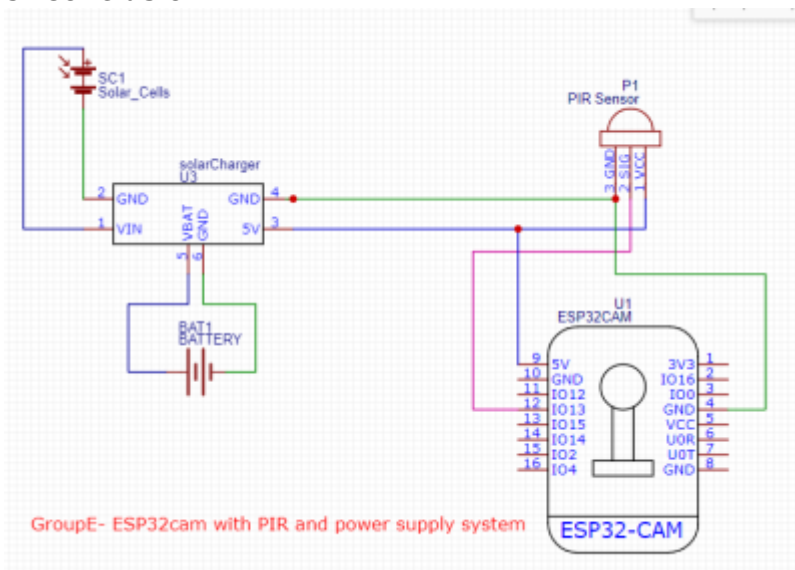 SC1
Solar_Cells
P1
PIR Sensor
3 GND
2 SIG
1 VCC
solarCharger
U3
2 GND
1 VIN
GND 4
5V 3
VBAT 5
GND 6
BAT1
BATTERY
U1
ESP32CAM
9 5V
10 GND
11 IO12
12 IO13
13 IO15
14 IO14
15 IO2
16 IO4
3V3 1
IO16 2
IO0 3
GND 4
VCC 5
U0R 6
U0T 7
GND 8
GroupE- ESP32cam with PIR and power supply system
ESP32-CAM